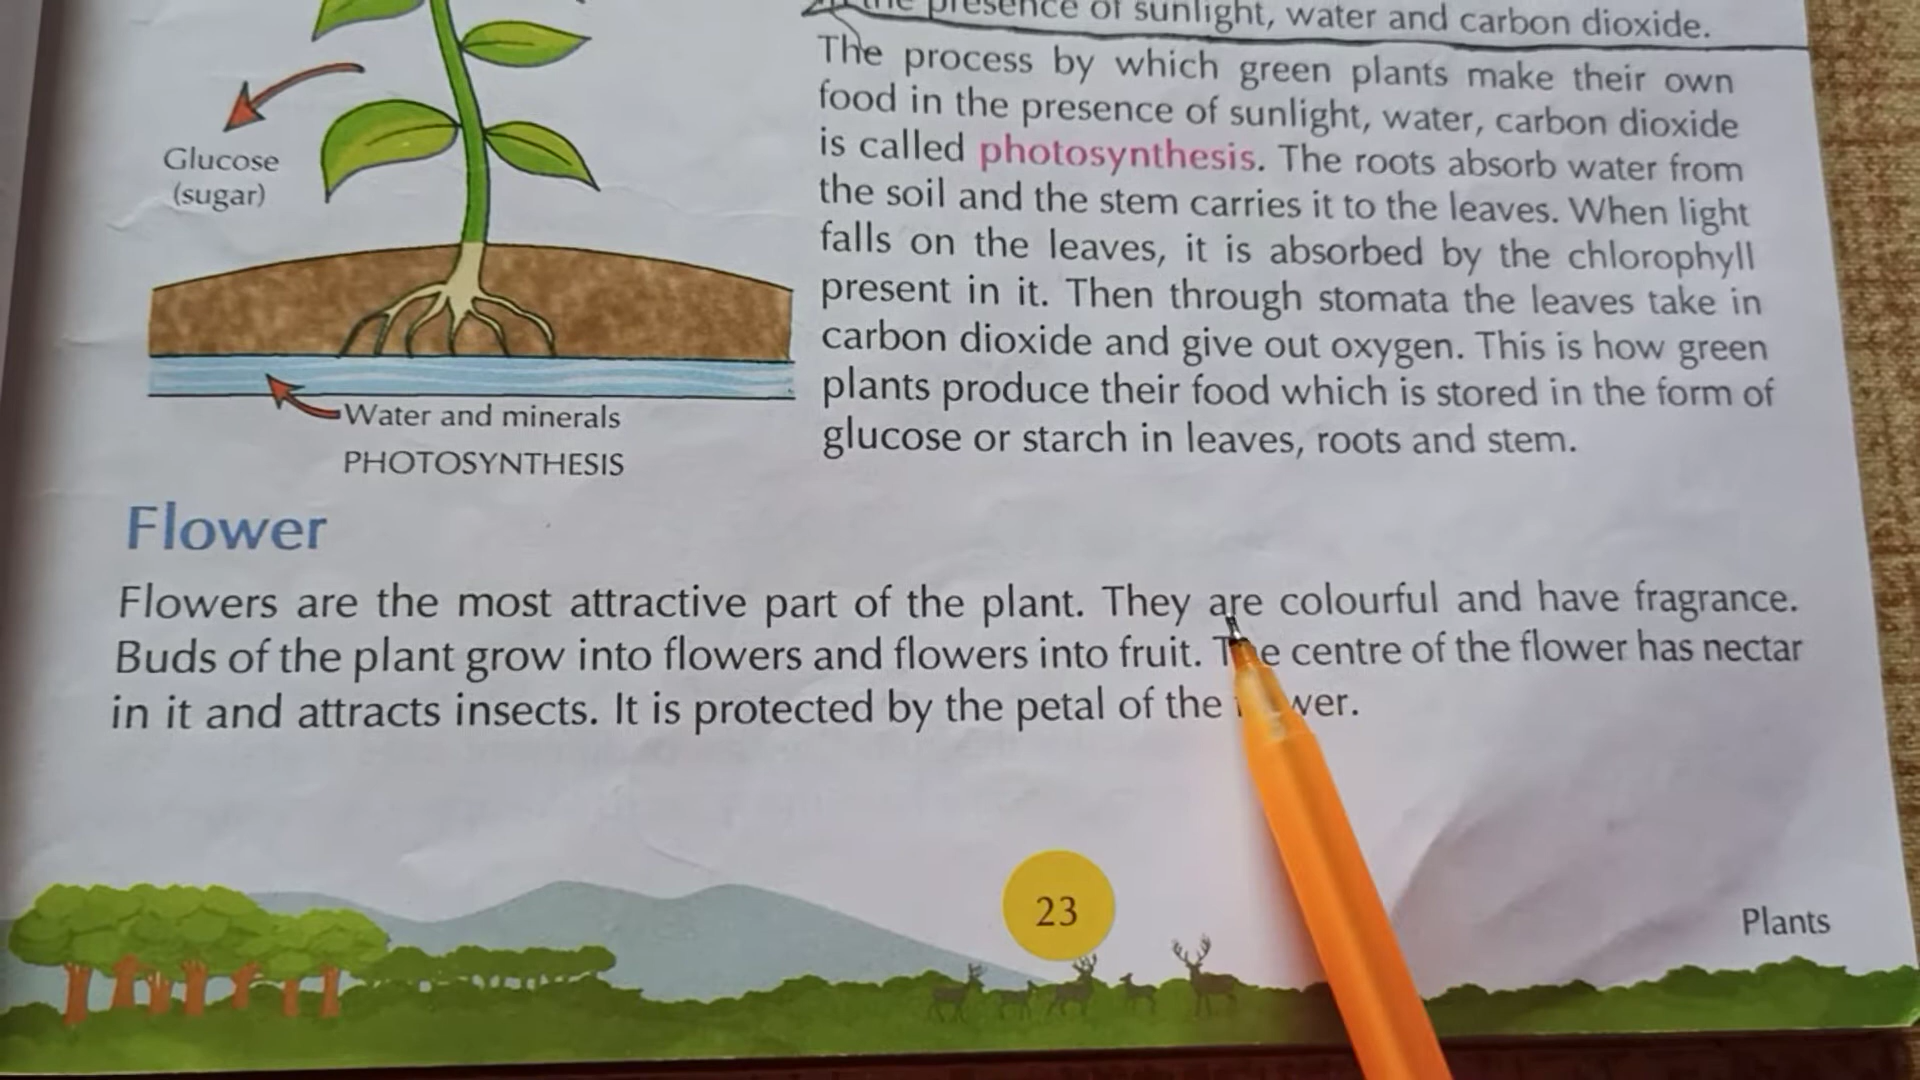 the presence of sunlight, water and carbon dioxide.
The process by which green plants make their own
food in the presence of sunlight, water, carbon dioxide
is called photosynthesis. The roots absorb water from
the soil and the stem carries it to the leaves. When light
falls on the leaves, it is absorbed by the chlorophyll
present in it. Then through stomata the leaves take in
carbon dioxide and give out oxygen. This is how green
plants produce their food which is stored in the form of
glucose or starch in leaves, roots and stem.
Glucose
(sugar)
Water and minerals
PHOTOSYNTHESIS
Flower
Flowers are the most attractive part of the plant. They are colourful and have fragrance.
Buds of the plant grow into flowers and flowers into fruit. The centre of the flower has nectar
in it and attracts insects. It is protected by the petal of the flower.
23
Plants